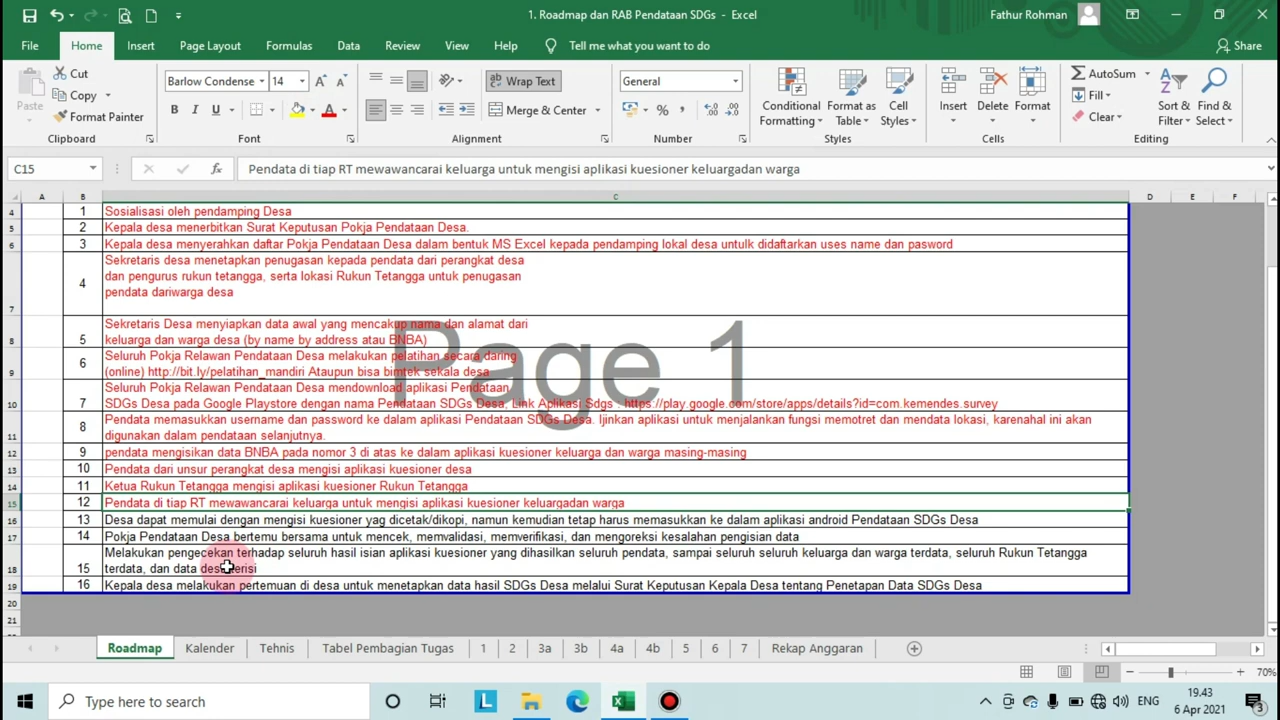 1. Roadmap dan RAB Pendataan SDGs - Excel
Fathur Rohman
File Home Insert Page Layout Formulas Data Review View Help Tell me what you want to do Share
Cut
Copy
Format Painter
Paste
Clipboard
Barlow Condense 14
B I U
Font
Wrap Text
Merge & Center
Alignment
General
Number
Conditional Formatting
Format as Table
Cell Styles
Styles
Insert
Delete
Format
Cells
AutoSum
Fill
Clear
Sort & Filter
Find & Select
Editing
C15
fx
Pendata di tiap RT mewawancarai keluarga untuk mengisi aplikasi kuesioner keluargadan warga
A B C D E F
4 1 Sosialisasi oleh pendamping Desa
5 2 Kepala desa menerbitkan Surat Keputusan Pokja Pendataan Desa.
6 3 Kepala desa menyerahkan daftar Pokja Pendataan Desa dalam bentuk MS Excel kepada pendamping lokal desa untulk didaftarkan uses name dan pasword
Sekretaris desa menetapkan penugasan kepada pendata dari perangkat desa
dan pengurus rukun tetangga, serta lokasi Rukun Tetangga untuk penugasan
pendata dariwarga desa
7 4
Sekretaris Desa menyiapkan data awal yang mencakup nama dan alamat dari
8 5 keluarga dan warga desa (by name by address atau BNBA)
Seluruh Pokja Relawan Pendataan Desa melakukan pelatihan secara daring
9 6 (online) http://bit.ly/pelatihan_mandiri Ataupun bisa bimtek sekala desa
Seluruh Pokja Relawan Pendataan Desa mendownload aplikasi Pendataan
10 7 SDGs Desa pada Google Playstore dengan nama Pendataan SDGs Desa, Link Aplikasi Sdgs : https://play.google.com/store/apps/details?id=com.kemendes.survey
Pendata memasukkan username dan password ke dalam aplikasi Pendataan SDGs Desa. Ijinkan aplikasi untuk menjalankan fungsi memotret dan mendata lokasi, karenahal ini akan
11 8 digunakan dalam pendataan selanjutnya.
12 9 pendata mengisikan data BNBA pada nomor 3 di atas ke dalam aplikasi kuesioner keluarga dan warga masing-masing
13 10 Pendata dari unsur perangkat desa mengisi aplikasi kuesioner desa
14 11 Ketua Rukun Tetangga mengisi aplikasi kuesioner Rukun Tetangga
15 12 Pendata di tiap RT mewawancarai keluarga untuk mengisi aplikasi kuesioner keluargadan warga
16 13 Desa dapat memulai dengan mengisi kuesioner yag dicetak/dikopi, namun kemudian tetap harus memasukkan ke dalam aplikasi android Pendataan SDGs Desa
17 14 Pokja Pendataan Desa bertemu bersama untuk mencek, memvalidasi, memverifikasi, dan mengoreksi kesalahan pengisian data
Melakukan pengecekan terhadap seluruh hasil isian aplikasi kuesioner yang dihasilkan seluruh pendata, sampai seluruh seluruh keluarga dan warga terdata, seluruh Rukun Tetangga
18 15 terdata, dan data desa terisi
19 16 Kepala desa melakukan pertemuan di desa untuk menetapkan data hasil SDGs Desa melalui Surat Keputusan Kepala Desa tentang Penetapan Data SDGs Desa
20
21
Page 1
Roadmap Kalender Tehnis Tabel Pembagian Tugas 1 2 3a 3b 4a 4b 5 6 7 Rekap Anggaran
70%
Type here to search
ENG
19.43
6 Apr 2021
3